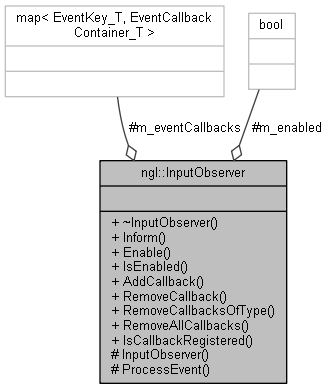 map< EventKey_T, EventCallback
Container_T >
bool
#m_eventCallbacks
#m_enabled
ngl::InputObserver
+ ~InputObserver()
+ Inform()
+ Enable()
+ IsEnabled()
+ AddCallback()
+ RemoveCallback()
+ RemoveCallbacksOfType()
+ RemoveAllCallbacks()
+ IsCallbackRegistered()
# InputObserver()
# ProcessEvent()